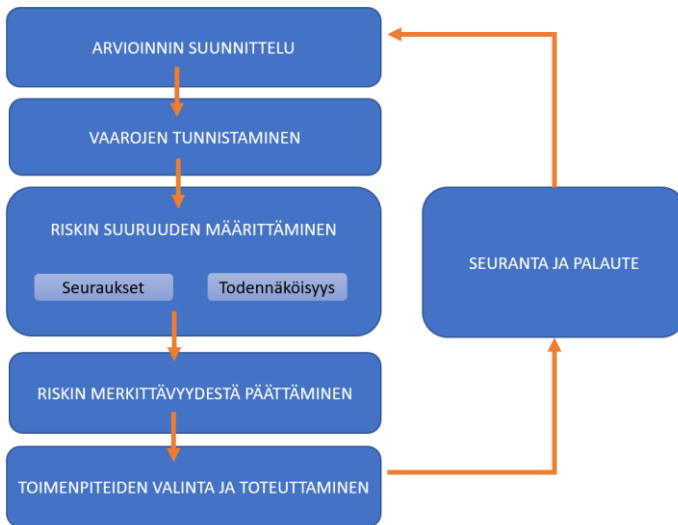 ARVIOINNIN SUUNNITTELU
VAAROJEN TUNNISTAMINEN
RISKIN SUURUUDEN MÄÄRITTÄMINEN
Seuraukset
Todennäköisyys
RISKIN MERKITTÄVYYDESTÄ PÄÄTTÄMINEN
TOIMENPITEIDEN VALINTA JA TOTEUTTAMINEN
SEURANTA JA PALAUTE